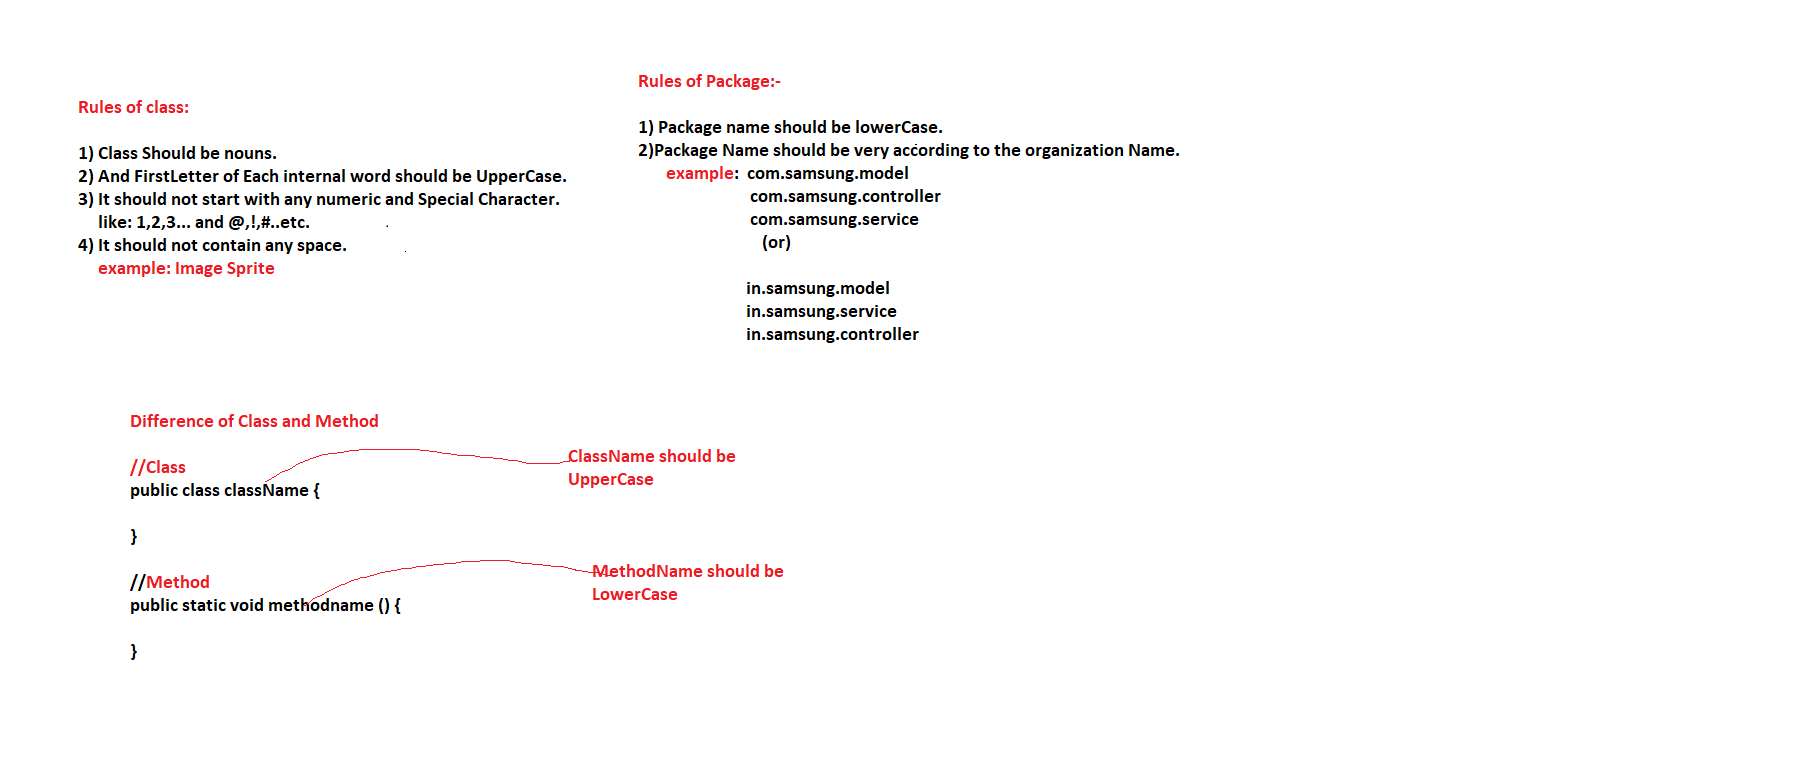 Rules of class:
1) Class Should be nouns.
2) And FirstLetter of Each internal word should be UpperCase.
3) It should not start with any numeric and Special Character.
like: 1,2,3... and @,!,#..etc.
4) It should not contain any space.
example: Image Sprite
Rules of Package:-
1) Package name should be lowerCase.
2)Package Name should be very according to the organization Name.
example: com.samsung.model
com.samsung.controller
com.samsung.service
(or)
in.samsung.model
in.samsung.service
in.samsung.controller
Difference of Class and Method
//Class
public class className {
}
ClassName should be
UpperCase
//Method
public static void methodname () {
}
MethodName should be
LowerCase